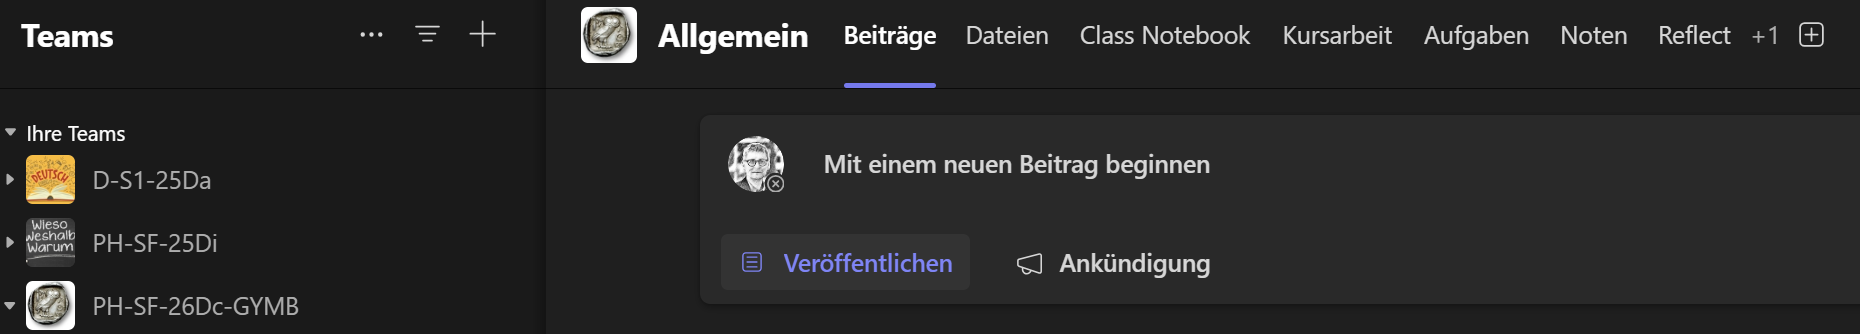 Teams
Allgemein Beiträge Dateien Class Notebook Kursarbeit Aufgaben Noten Reflect +1
Ihre Teams
DEUTSCH
D-S1-25Da
Wieso
Weshalb
Warum
PH-SF-25Di
PH-SF-26Dc-GYMB
Mit einem neuen Beitrag beginnen
Veröffentlichen Ankündigung